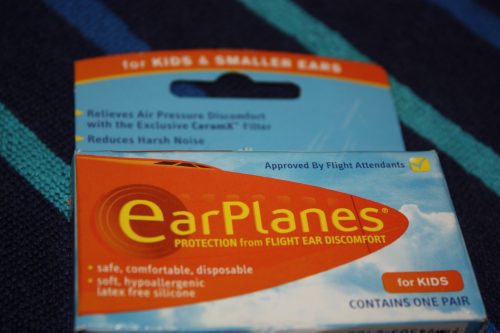 for KIDS & SMALLER EARS
Relieves Air Pressure Discomfort
with the Exclusive CeramX™ Filter
Reduces Harsh Noise
Approved By Flight Attendants
earPlanes®
PROTECTION from FLIGHT EAR DISCOMFORT
• safe, comfortable, disposable
• soft, hypoallergenic
latex free silicone
for KIDS
CONTAINS ONE PAIR